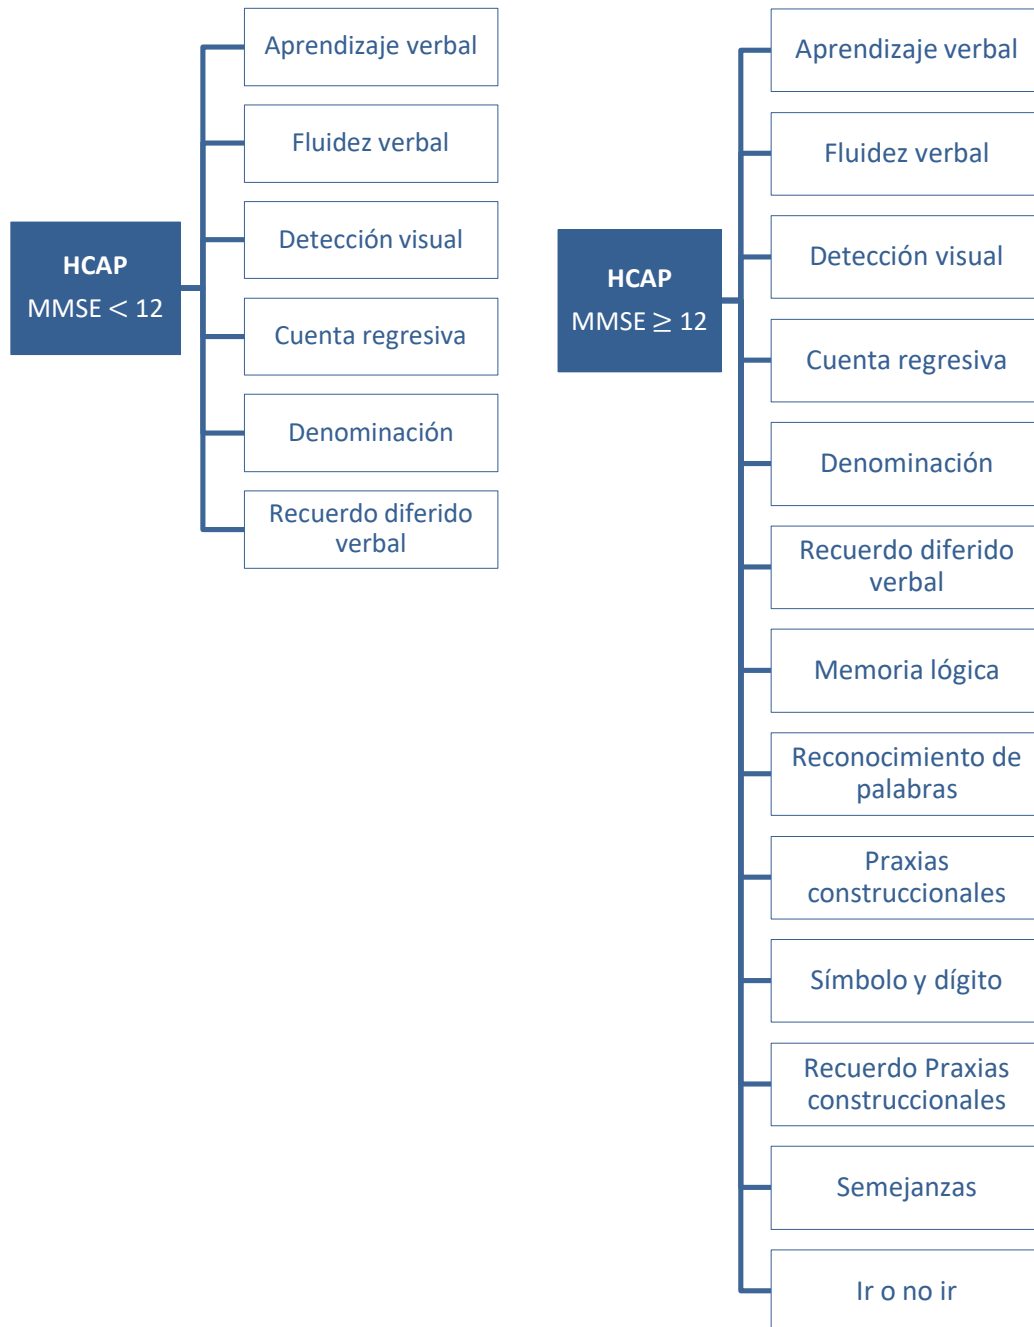 HCAP
MMSE < 12
Aprendizaje verbal
Fluidez verbal
Detección visual
Cuenta regresiva
Denominación
Recuerdo diferido
verbal
HCAP
MMSE ≥ 12
Aprendizaje verbal
Fluidez verbal
Detección visual
Cuenta regresiva
Denominación
Recuerdo diferido
verbal
Memoria lógica
Reconocimiento de
palabras
Praxias
construccionales
Símbolo y dígito
Recuerdo Praxias
construccionales
Semejanzas
Ir o no ir